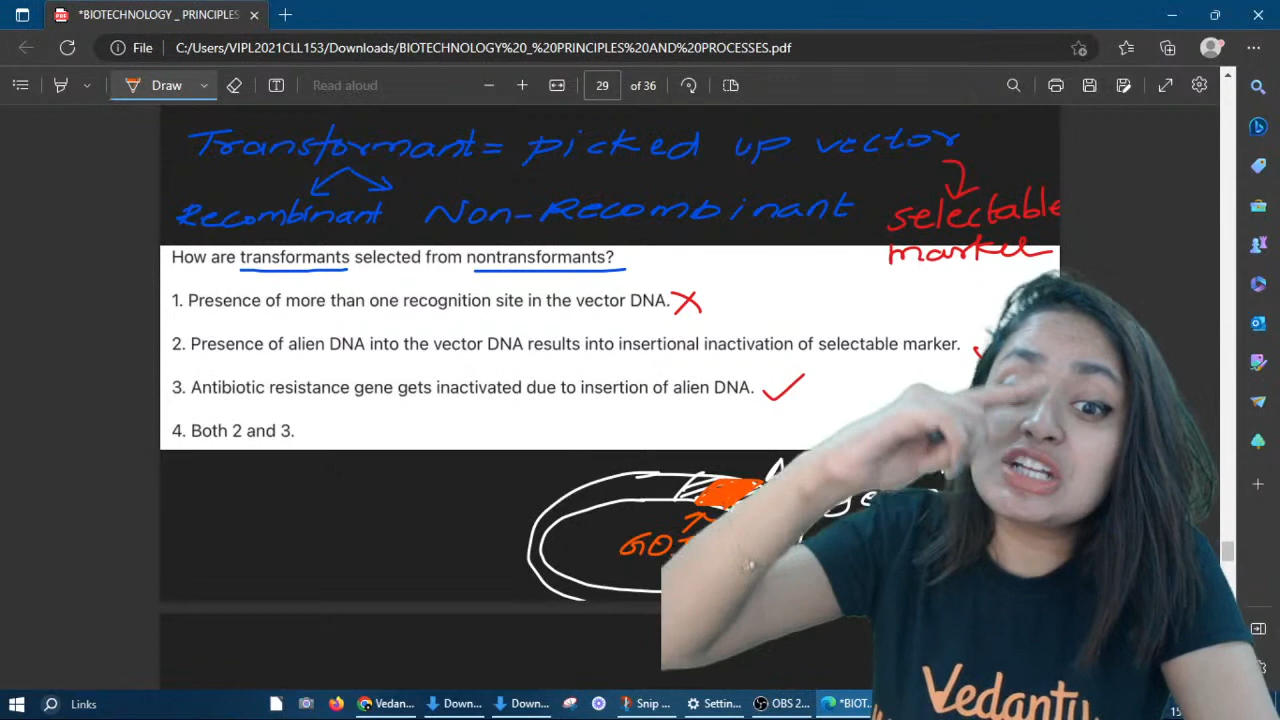 *BIOTECHNOLOGY _ PRINCIPLES
File C:/Users/VIPL2021CLL153/Downloads/BIOTECHNOLOGY%20_%20PRINCIPLES%20AND%20PROCESSES.pdf
Draw Read aloud 29 of 36
Transformant = picked up vector
Recombinant Non-Recombinant selectable
marker
How are transformants selected from nontransformants?
1. Presence of more than one recognition site in the vector DNA.
2. Presence of alien DNA into the vector DNA results into insertional inactivation of selectable marker.
3. Antibiotic resistance gene gets inactivated due to insertion of alien DNA.
4. Both 2 and 3.
Vedantu
Links Vedan... Down... Down... Snip ... Settin... OBS 2... *BIOT